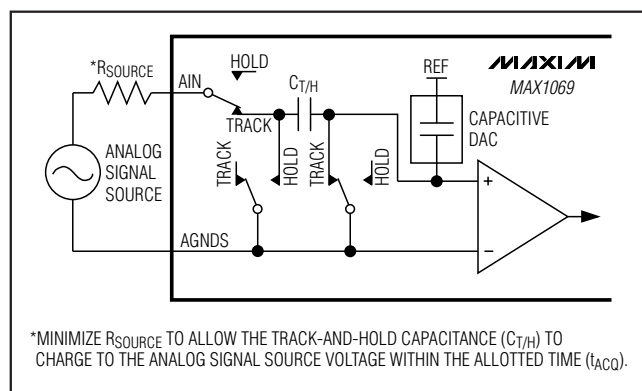 *RSOURCE
AIN
HOLD
TRACK
CT/H
REF
MAXIM
MAX1069
CAPACITIVE
DAC
ANALOG
SIGNAL
SOURCE
TRACK
HOLD
TRACK
HOLD
+
−
AGNDS
*MINIMIZE RSOURCE TO ALLOW THE TRACK-AND-HOLD CAPACITANCE (CT/H) TO
CHARGE TO THE ANALOG SIGNAL SOURCE VOLTAGE WITHIN THE ALLOTTED TIME (tACQ).